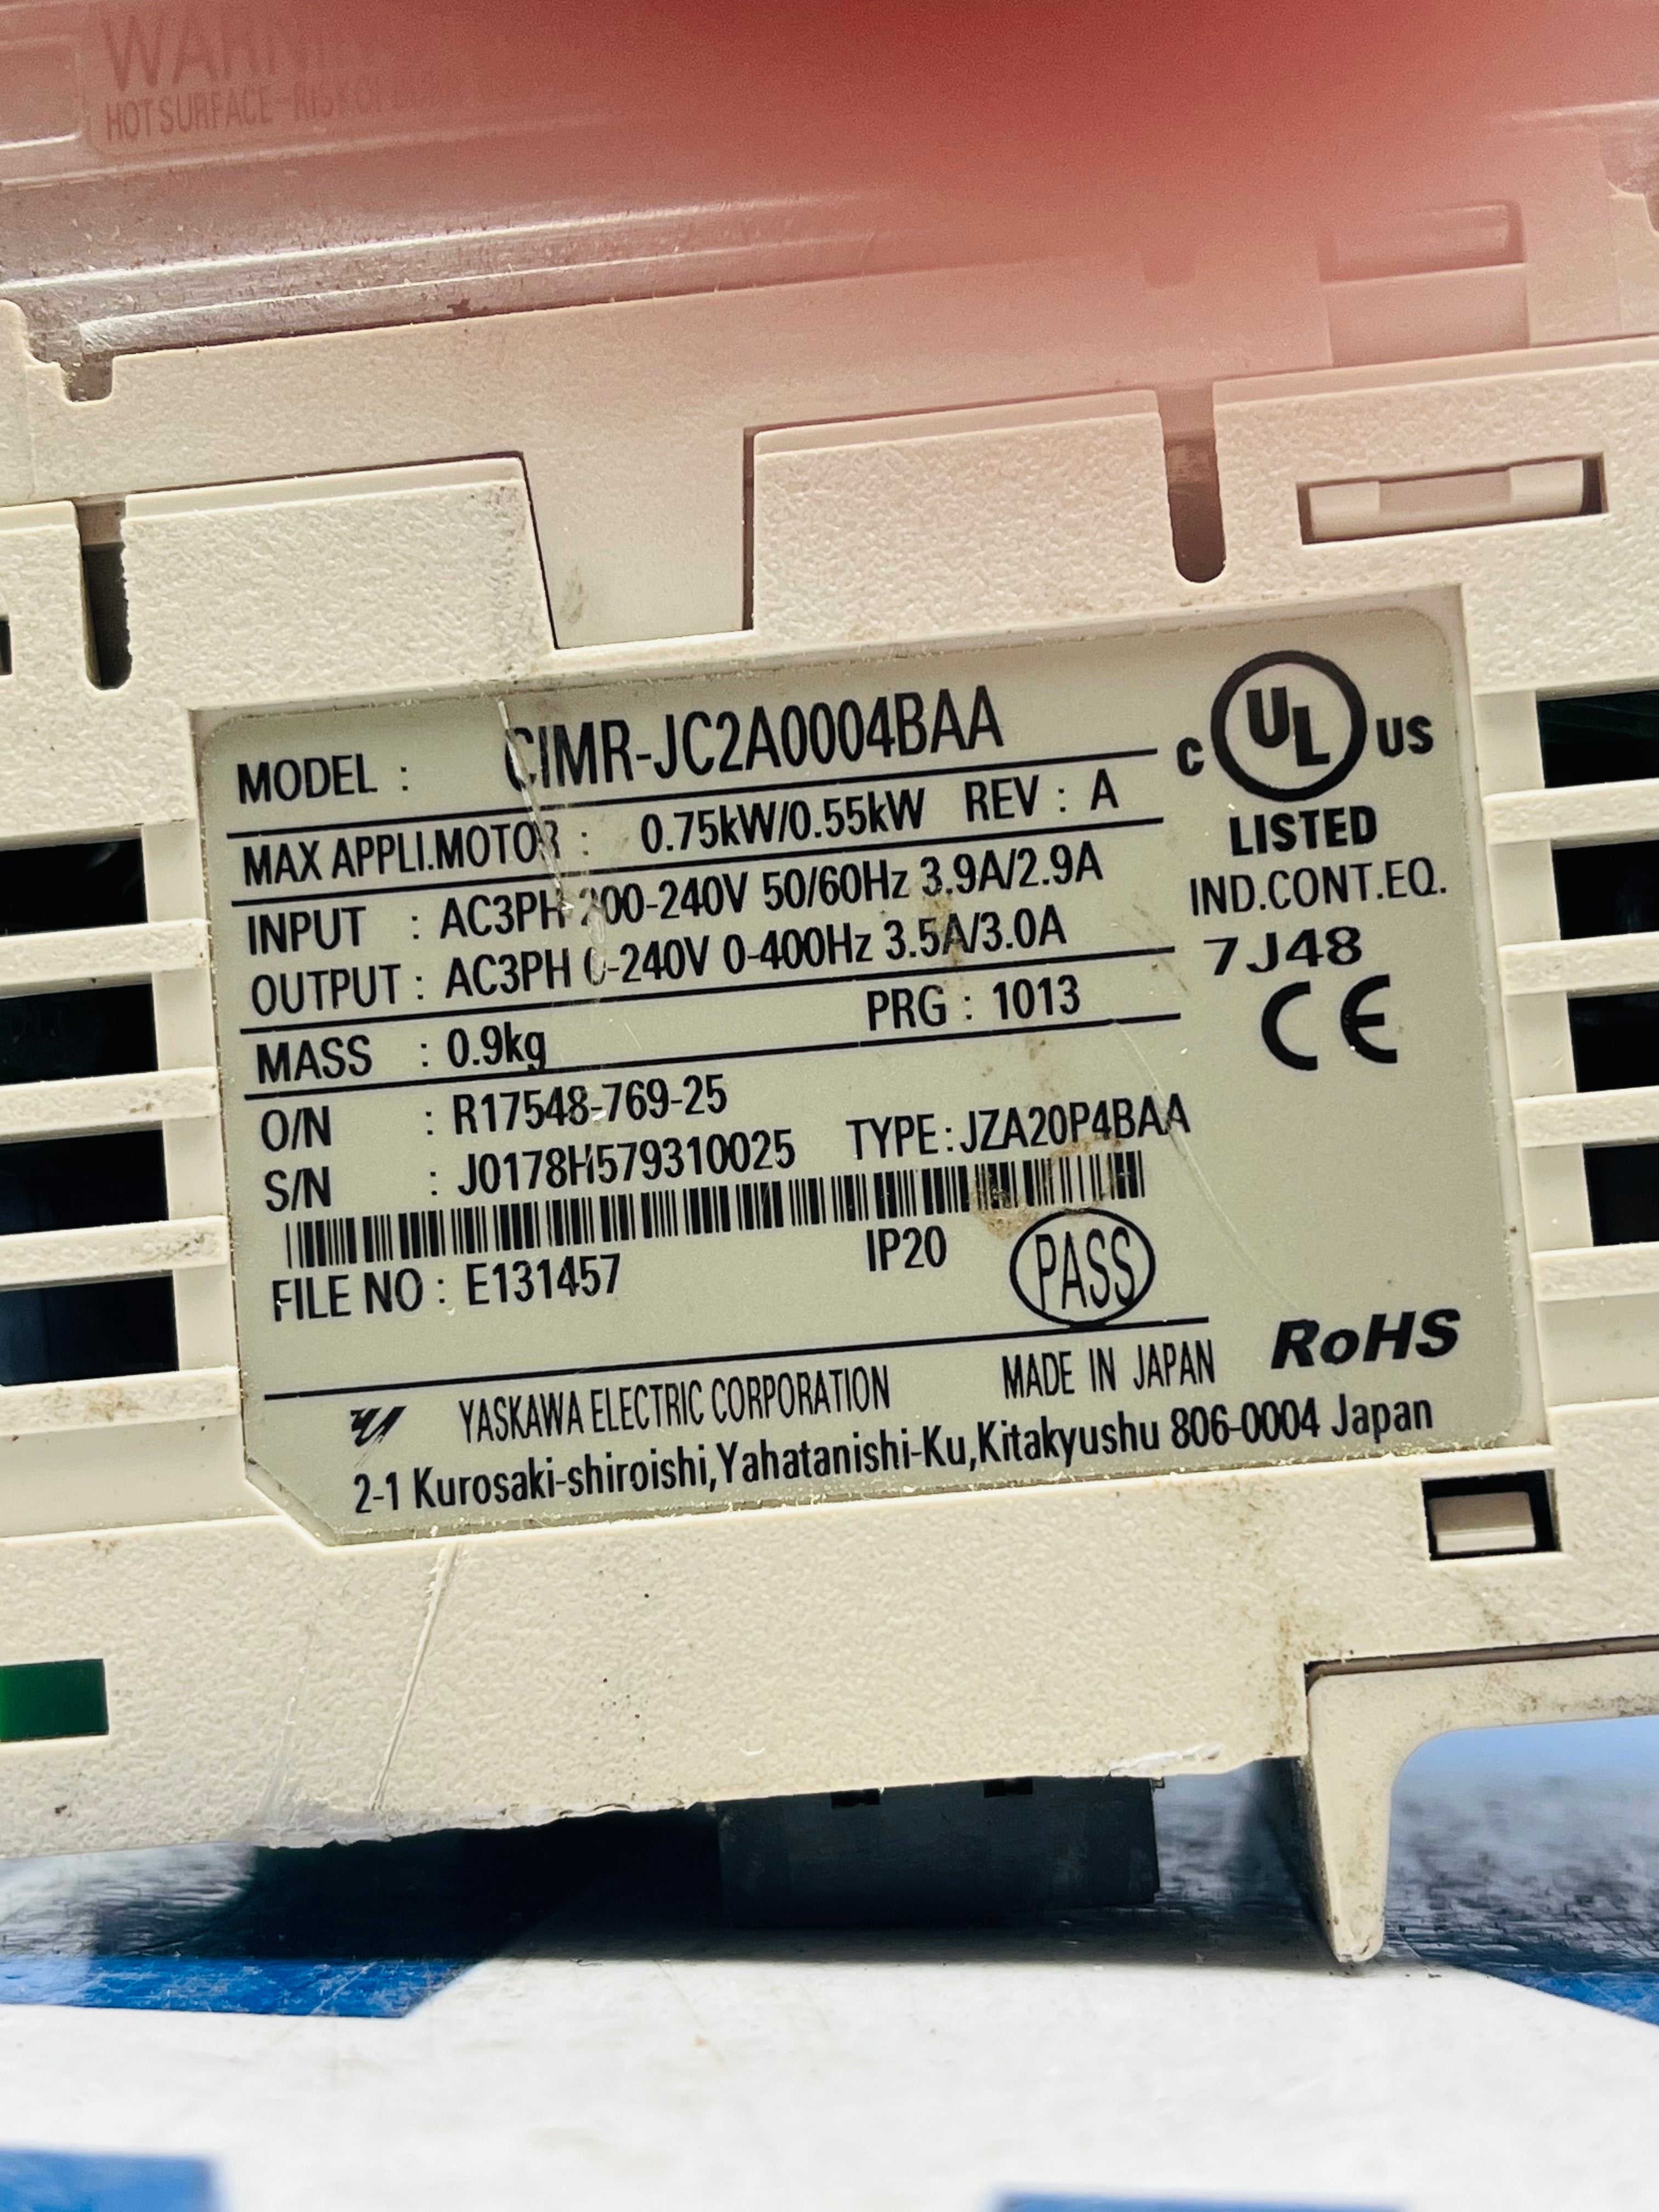 WARNING
HOT SURFACE-RISK OF
MODEL : CIMR-JC2A0004BAA
MAX APPLI.MOTOR : 0.75kW/0.55kW REV : A
INPUT : AC3PH 200-240V 50/60Hz 3.9A/2.9A
OUTPUT : AC3PH 0-240V 0-400Hz 3.5A/3.0A
MASS : 0.9kg PRG : 1013
O/N : R17548-769-25
S/N : J0178H579310025 TYPE : JZA20P4BAA
FILE NO : E131457 IP20 PASS
C UL US
LISTED
IND.CONT.EQ.
7J48
CE
RoHS
YASKAWA ELECTRIC CORPORATION MADE IN JAPAN
2-1 Kurosaki-shiroishi,Yahatanishi-Ku,Kitakyushu 806-0004 Japan